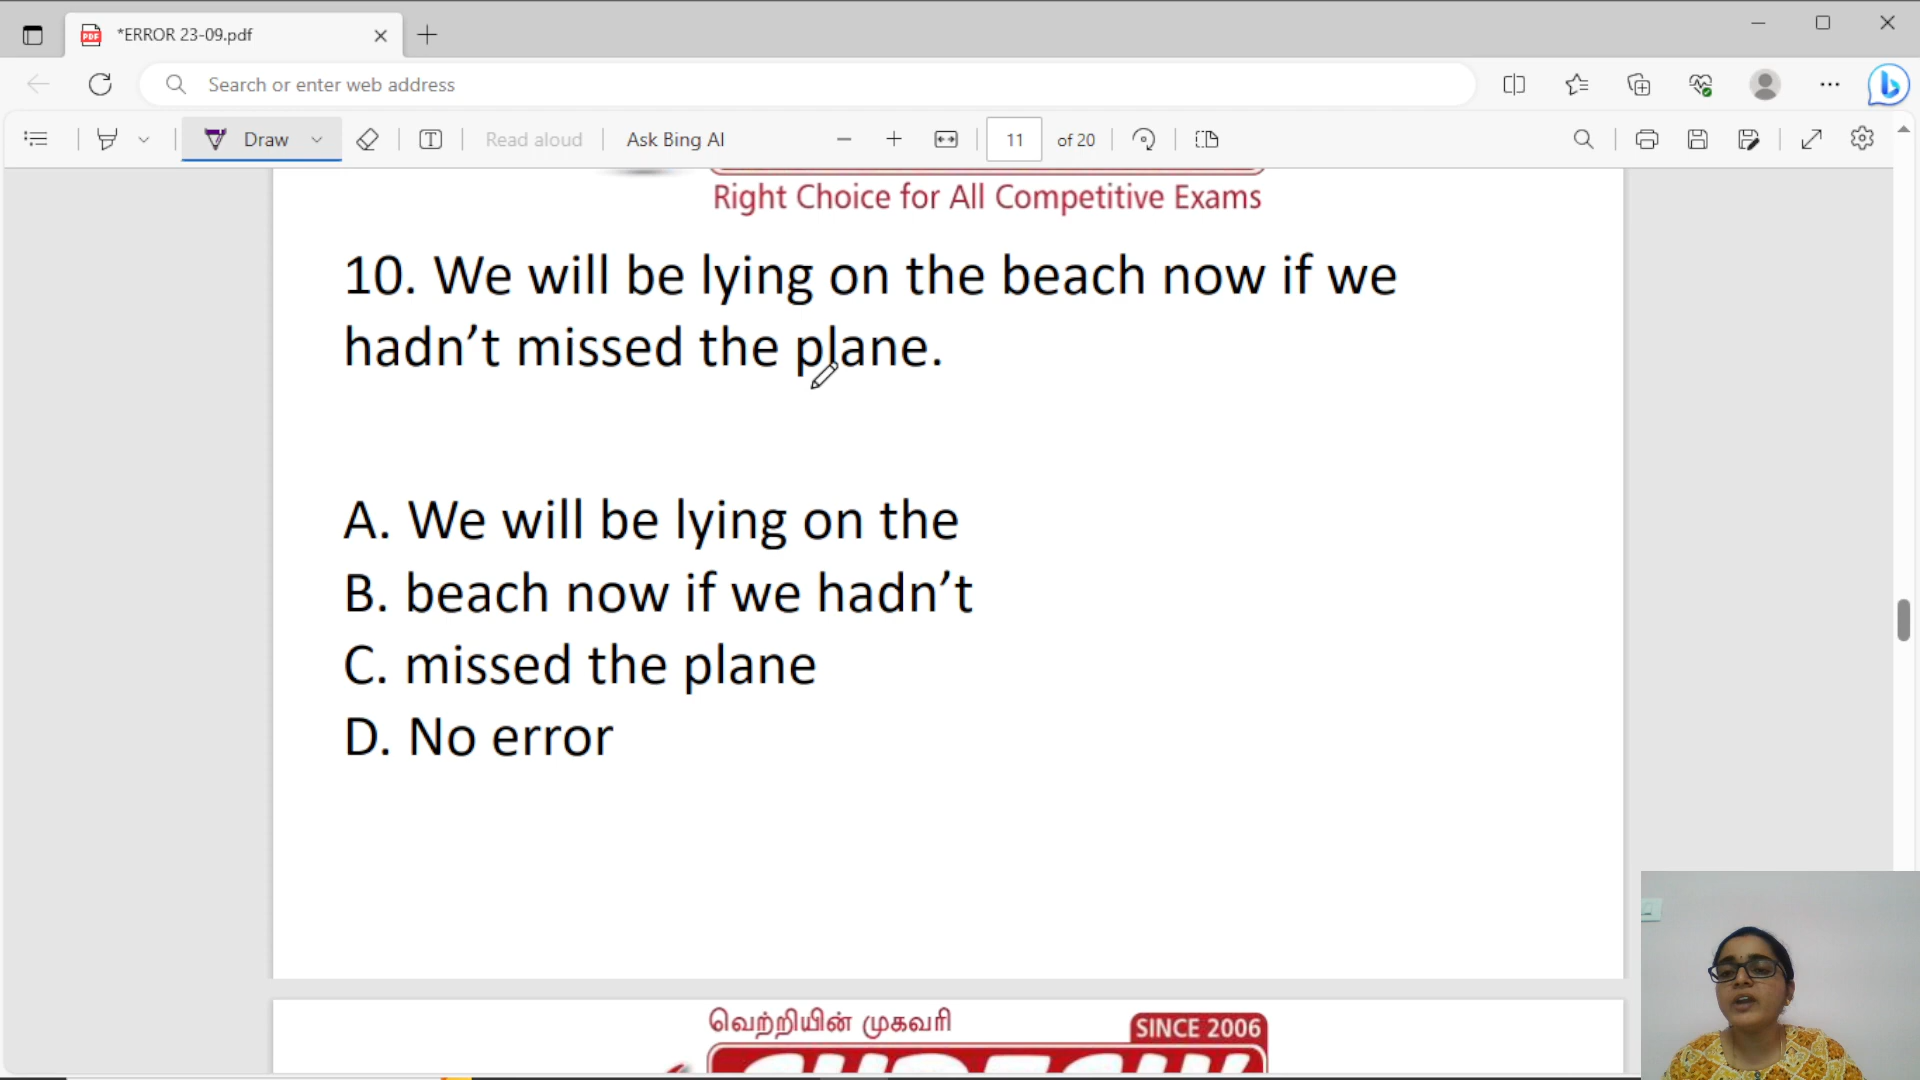 *ERROR 23-09.pdf
Search or enter web address
Draw
Read aloud
Ask Bing AI
11
of 20
Right Choice for All Competitive Exams
10. We will be lying on the beach now if we
hadn’t missed the plane.
A. We will be lying on the
B. beach now if we hadn’t
C. missed the plane
D. No error
வெற்றியின் முகவரி
SINCE 2006